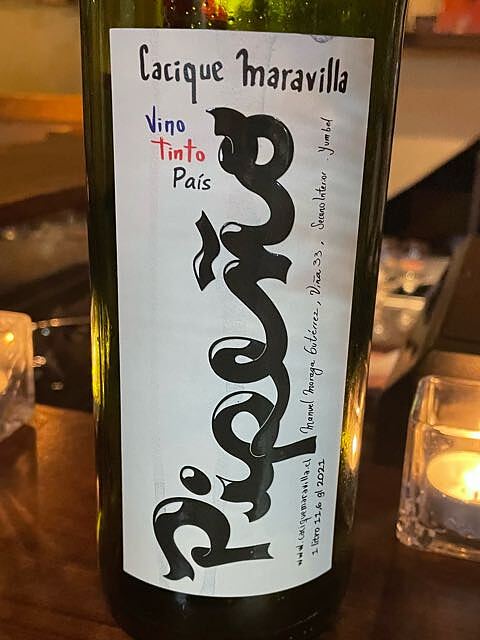 Cacique Maravilla
Vino
Tinto
País
Pipeño
Manuel Moraga Gutiérrez, Viña 33, Secano Interior - Yumbel
www.caciquemaravilla.cl
1 litro 11,6 gl 2021